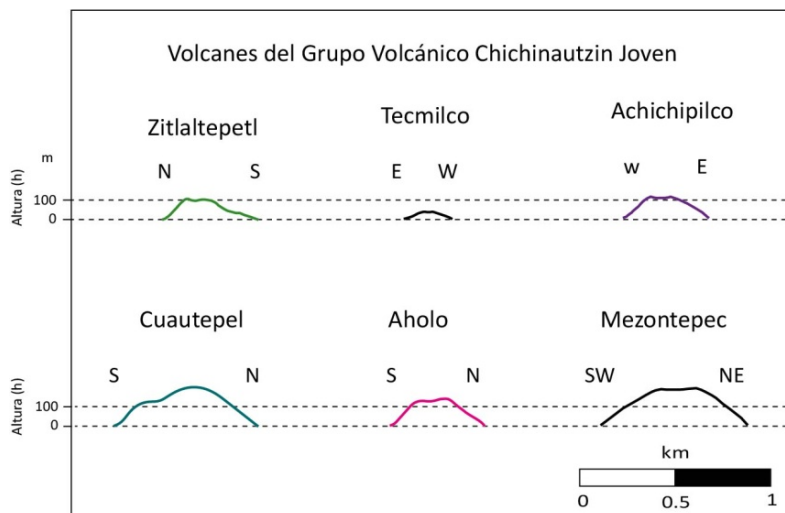 Volcanes del Grupo Volcánico Chichinautzin Joven
Zitlaltepetl
Tecmilco
Achichipilco
m
N S
E W
w E
Altura (h)
100
0
Cuautepel
Aholo
Mezontepec
S N
S N
SW NE
Altura (h)
100
0
km
0 0.5 1